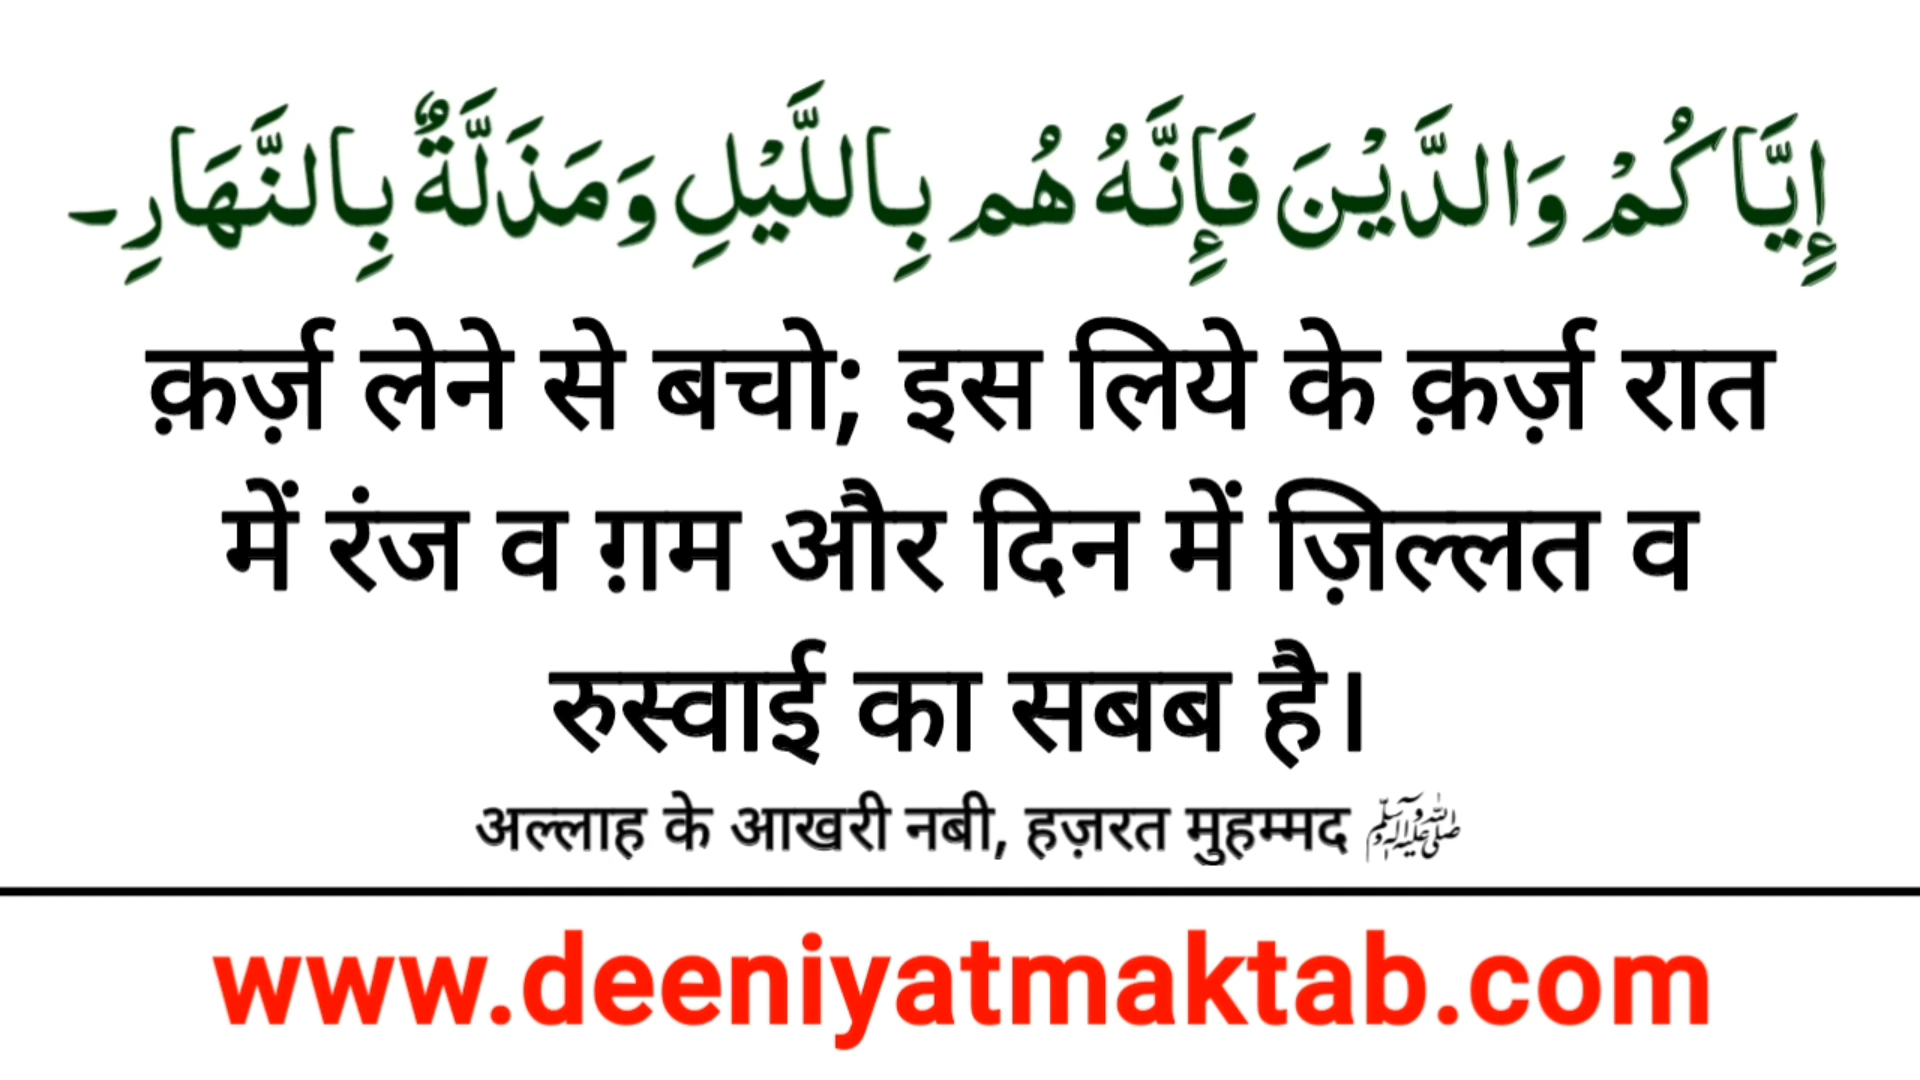 إِيَّاكُمْ وَالدَّيْنَ فَإِنَّهُ هُم بِاللَّيْلِ وَمَذَلَّةٌ بِالنَّهَارِ۔
क़र्ज़ लेने से बचो; इस लिये के क़र्ज़ रात
में रंज व ग़म और दिन में ज़िल्लत व
रुस्वाई का सबब है।
अल्लाह के आखरी नबी, हज़रत मुहम्मद ﷺ
www.deeniyatmaktab.com